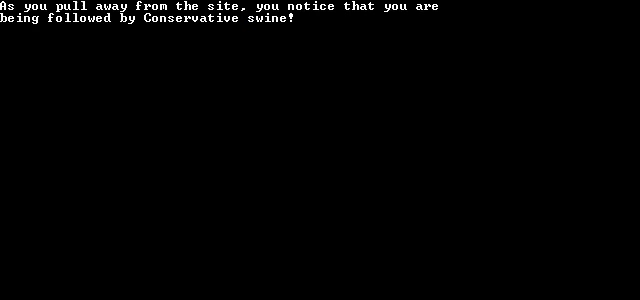 As you pull away from the site, you notice that you are
being followed by Conservative swine!